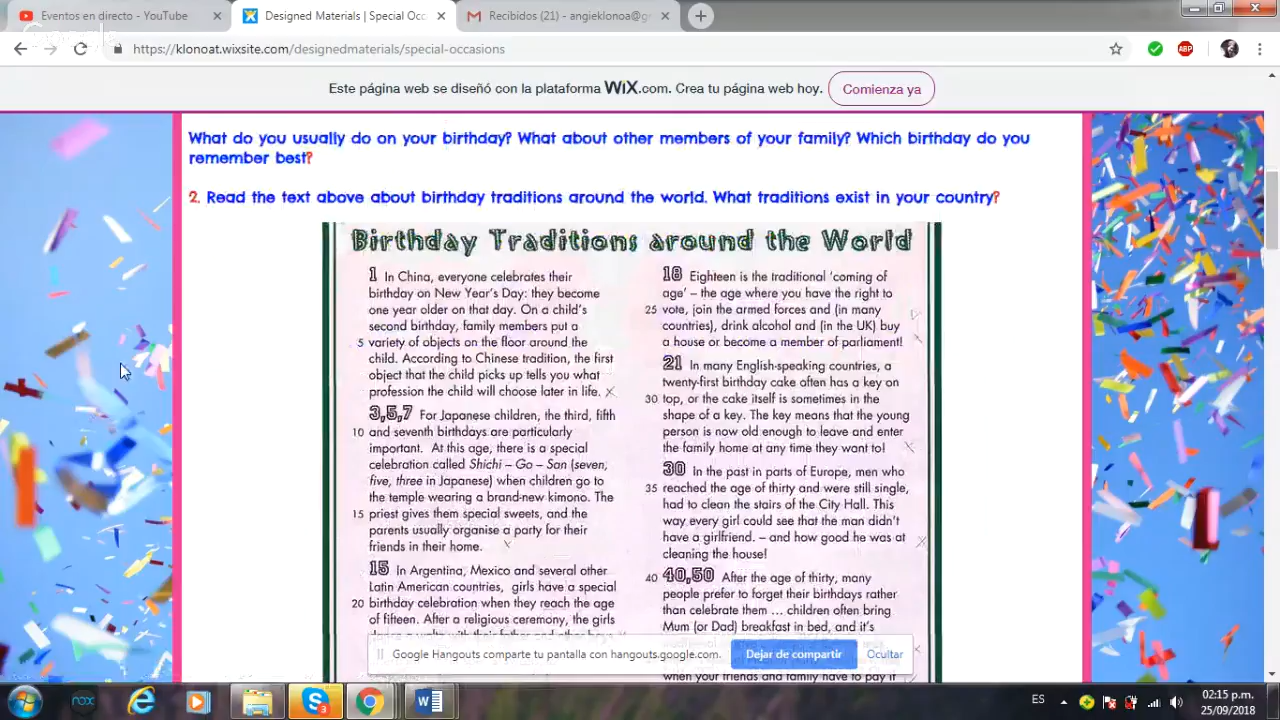 Eventos en directo - YouTube
Designed Materials | Special Occ
Recibidos (21) - angieklonoa@g
https://klonoat.wixsite.com/designedmaterials/special-occasions
ABP
Este página web se diseñó con la plataforma WiX.com. Crea tu página web hoy.
Comienza ya
What do you usually do on your birthday? What about other members of your family? Which birthday do you
remember best?
2. Read the text above about birthday traditions around the world. What traditions exist in your country?
Birthday Traditions around the World
1 In China, everyone celebrates their
birthday on New Year's Day: they become
one year older on that day. On a child's
second birthday, family members put a
5 variety of objects on the floor around the
child. According to Chinese tradition, the first
object that the child picks up tells you what
profession the child will choose later in life.
3,5,7 For Japanese children, the third, fifth
10 and seventh birthdays are particularly
important. At this age, there is a special
celebration called Shichi – Go – San (seven,
five, three in Japanese) when children go to
the temple wearing a brand-new kimono. The
15 priest gives them special sweets, and the
parents usually organise a party for their
friends in their home.
15 In Argentina, Mexico and several other
Latin American countries, girls have a special
20 birthday celebration when they reach the age
of fifteen. After a religious ceremony, the girls
18 Eighteen is the traditional 'coming of
age' – the age where you have the right to
25 vote, join the armed forces and (in many
countries), drink alcohol and (in the UK) buy
a house or become a member of parliament!
21 In many English-speaking countries, a
twenty-first birthday cake often has a key on
30 top, or the cake itself is sometimes in the
shape of a key. The key means that the young
person is now old enough to leave and enter
the family home at any time they want to!
30 In the past in parts of Europe, men who
35 reached the age of thirty and were still single,
had to clean the stairs of the City Hall. This
way every girl could see that the man didn't
have a girlfriend. – and how good he was at
cleaning the house!
40 40,50 After the age of thirty, many
people prefer to forget their birthdays rather
than celebrate them ... children often bring
Mum (or Dad) breakfast in bed, and it's
when your friends and family have to pay it
Google Hangouts comparte tu pantalla con hangouts.google.com.
Dejar de compartir
Ocultar
nox
3
ES
02:15 p.m.
25/09/2018